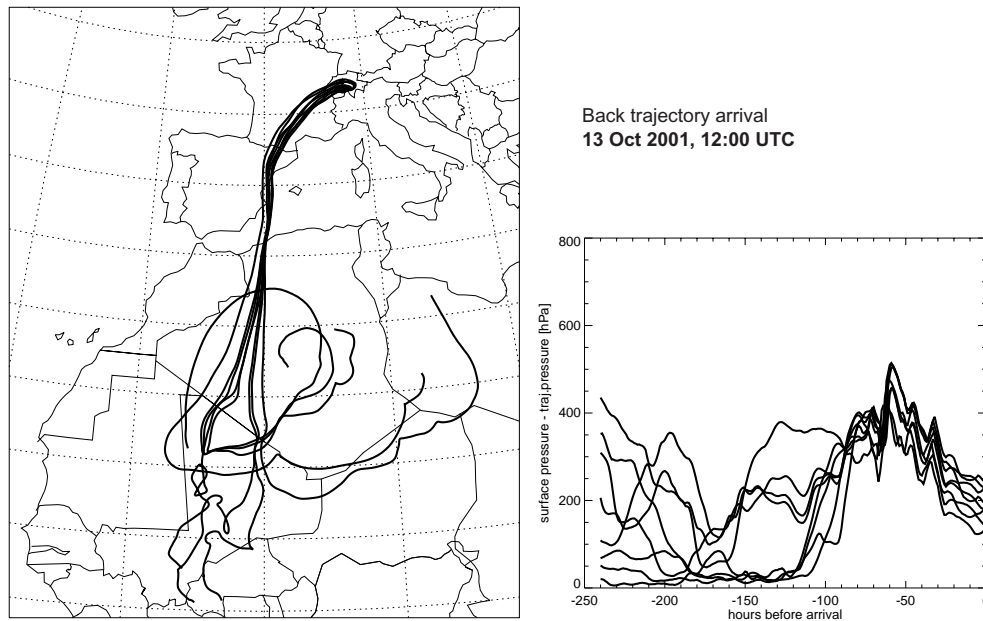 Back trajectory arrival
13 Oct 2001, 12:00 UTC
800
600
400
200
0
surface pressure - traj.pressure [hPa]
-250 -200 -150 -100 -50 0
hours before arrival